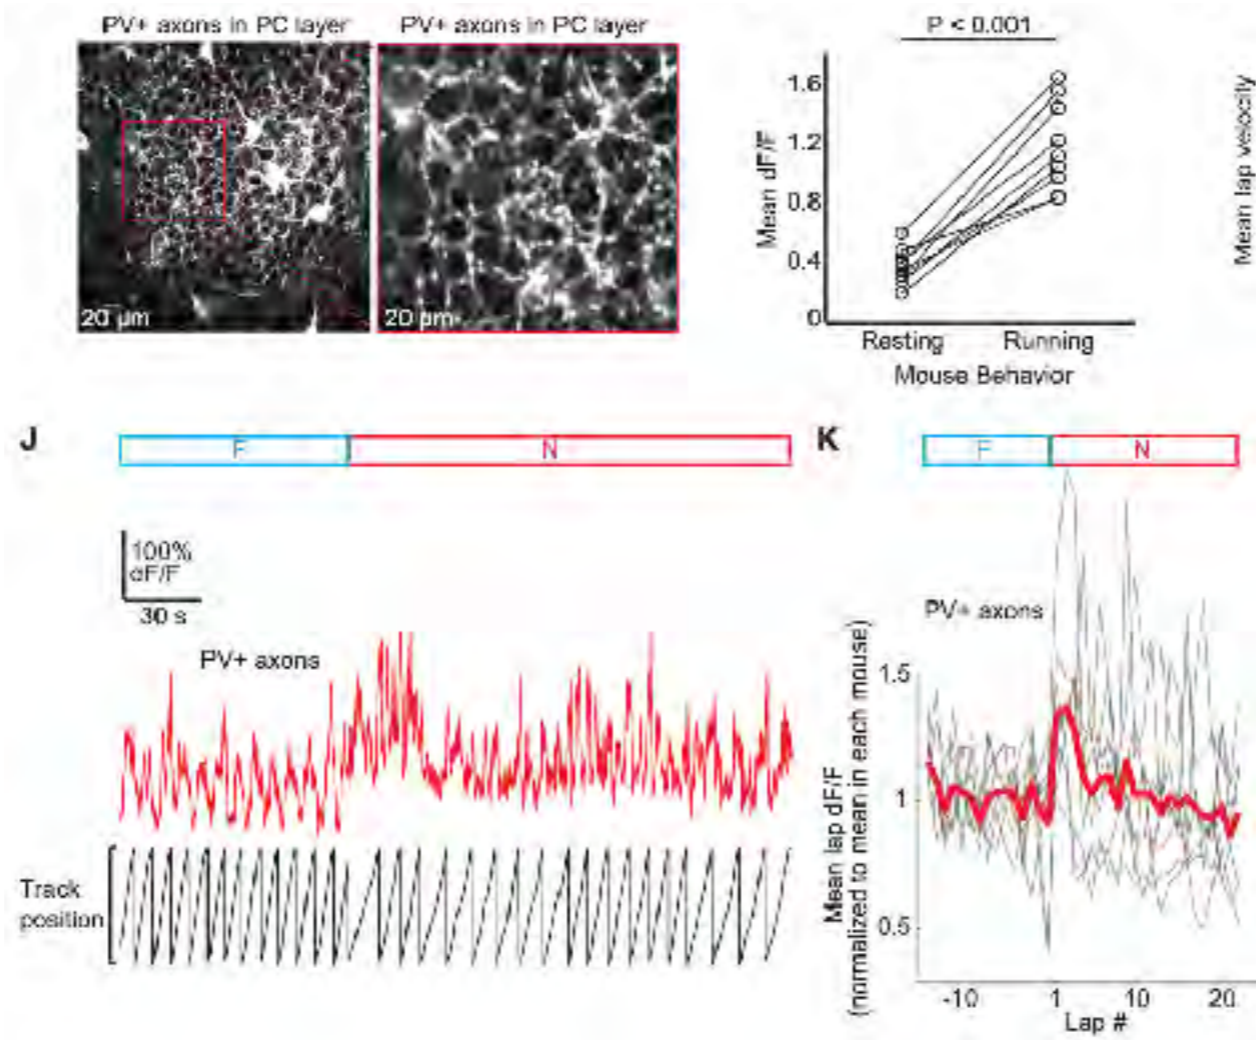 PV+ axons in PC layer
PV+ axons in PC layer
20 µm
20 µm
P < 0.001
Mean dF/F
1.6
1.2
0.8
0.4
0
Resting
Running
Mouse Behavior
Mean lap velocity
J
F
N
100%
dF/F
30 s
PV+ axons
Track
position
K
F
N
PV+ axons
Mean lap dF/F
(normalized to mean in each mouse)
1.5
1
0.5
-10
1
10
20
Lap #